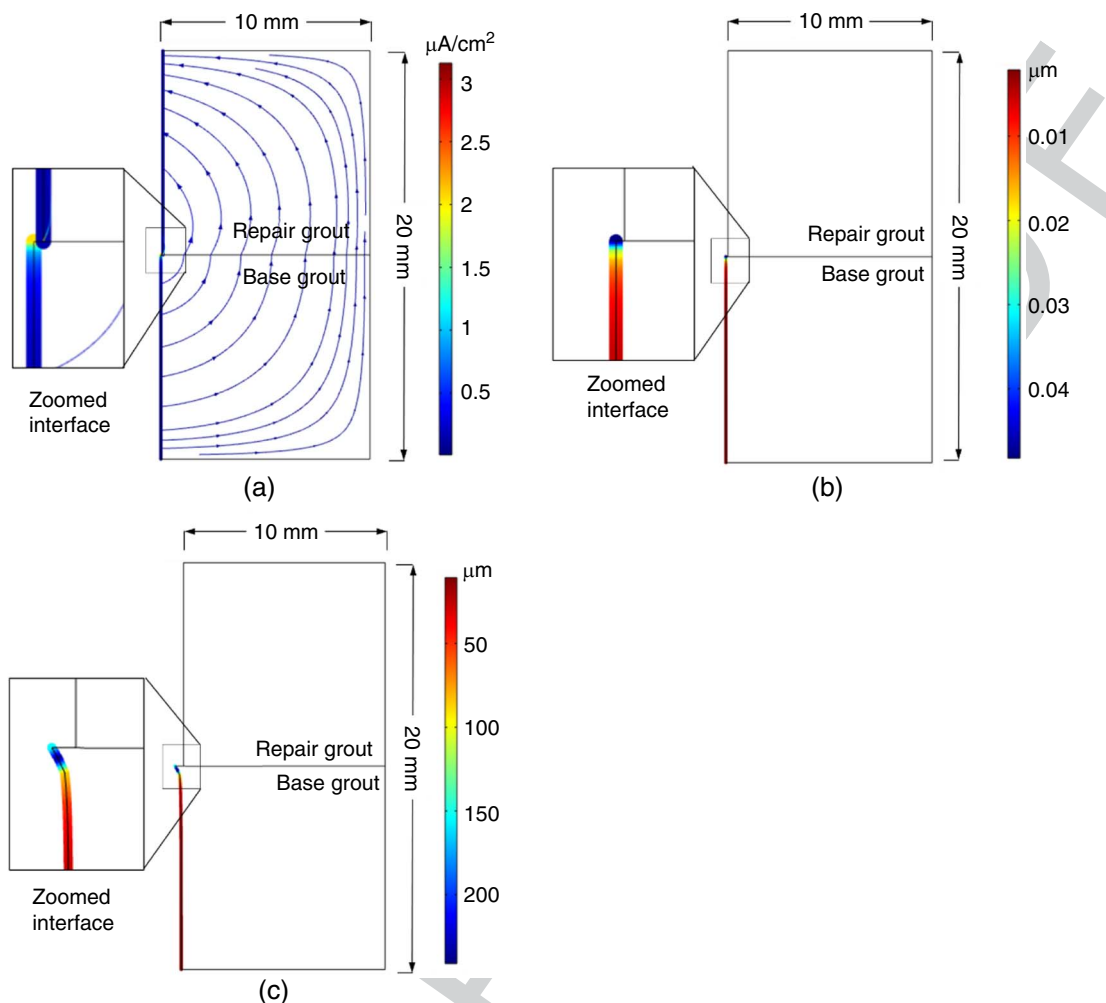 10 mm
μA/cm²
3
2.5
2
1.5
1
0.5
20 mm
Repair grout
Base grout
Zoomed
interface
(a)
10 mm
μm
0.01
0.02
0.03
0.04
20 mm
Repair grout
Base grout
Zoomed
interface
(b)
10 mm
μm
50
100
150
200
20 mm
Repair grout
Base grout
Zoomed
interface
(c)